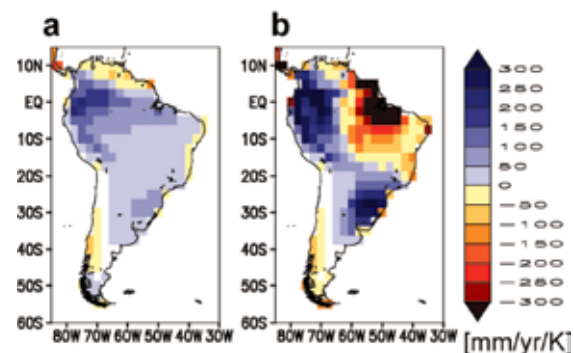 a b
10N 10N
EQ EQ
10S 10S
20S 20S
30S 30S
40S 40S
50S 50S
60S 60S
80W 70W 60W 50W 40W 30W 80W 70W 60W 50W 40W 30W
300
250
200
150
100
50
0
−50
−100
−150
−200
−250
−300
[mm/yr/K]